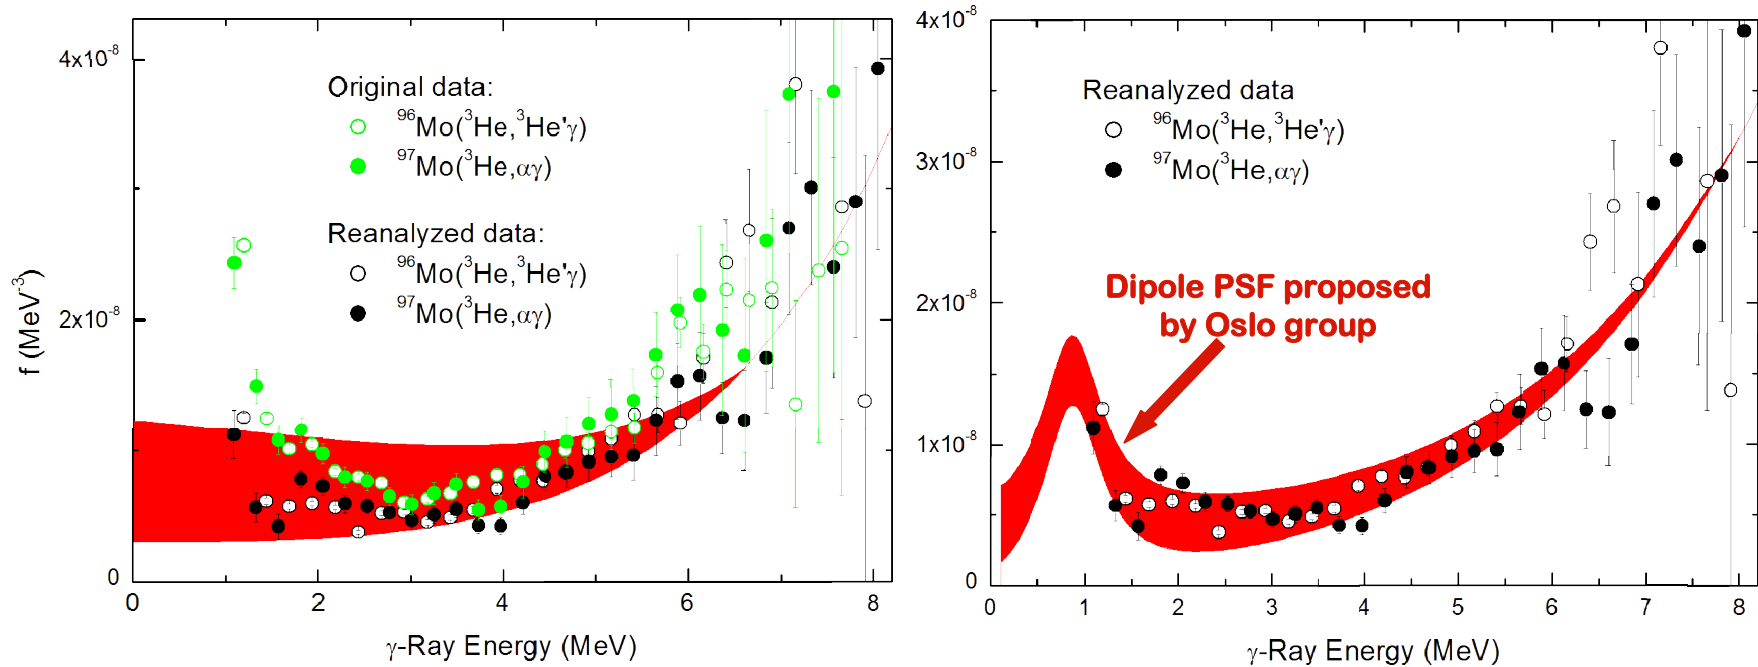 4x10⁻⁸
2x10⁻⁸
0
f (MeV⁻³)
Original data:
⁹⁶Mo(³He,³He'γ)
⁹⁷Mo(³He,αγ)
Reanalyzed data:
⁹⁶Mo(³He,³He'γ)
⁹⁷Mo(³He,αγ)
0 2 4 6 8
γ-Ray Energy (MeV)
4x10⁻⁸
3x10⁻⁸
2x10⁻⁸
1x10⁻⁸
0
Reanalyzed data
⁹⁶Mo(³He,³He'γ)
⁹⁷Mo(³He,αγ)
Dipole PSF proposed
by Oslo group
0 1 2 3 4 5 6 7 8
γ-Ray Energy (MeV)